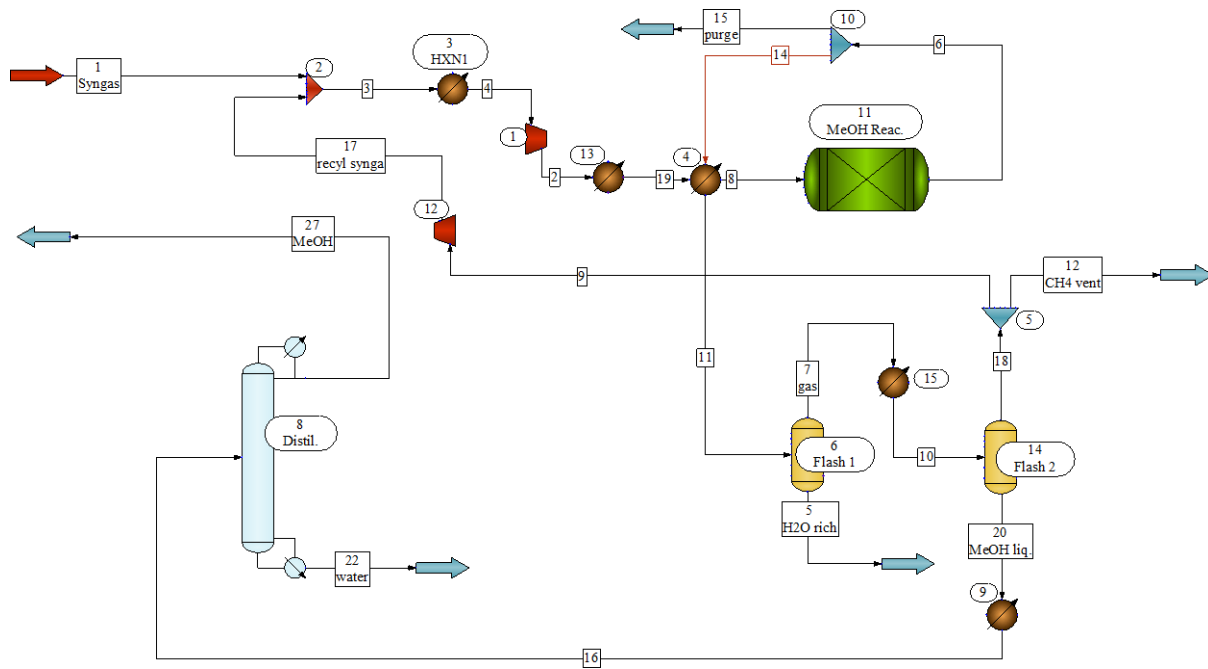 15
purge
10
14
6
1
Syngas
2
3
HXN1
3
4
11
MeOH Reac.
1
13
4
17
recyl synga
2
19
8
12
27
MeOH
9
12
CH4 vent
5
11
7
gas
15
18
8
Distil.
6
Flash 1
10
14
Flash 2
5
H2O rich
20
MeOH liq.
22
water
9
16